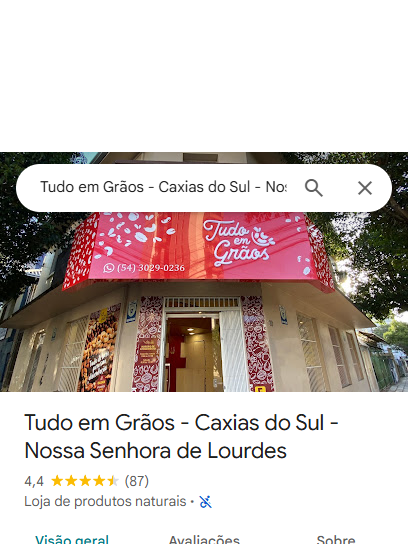 Tudo em Grãos - Caxias do Sul - Nos
Tudo
em
Grãos
(54) 3029-0236
Tudo em Grãos - Caxias do Sul -
Nossa Senhora de Lourdes
4,4 (87)
Loja de produtos naturais ·
Visão geral Avaliações Sobre